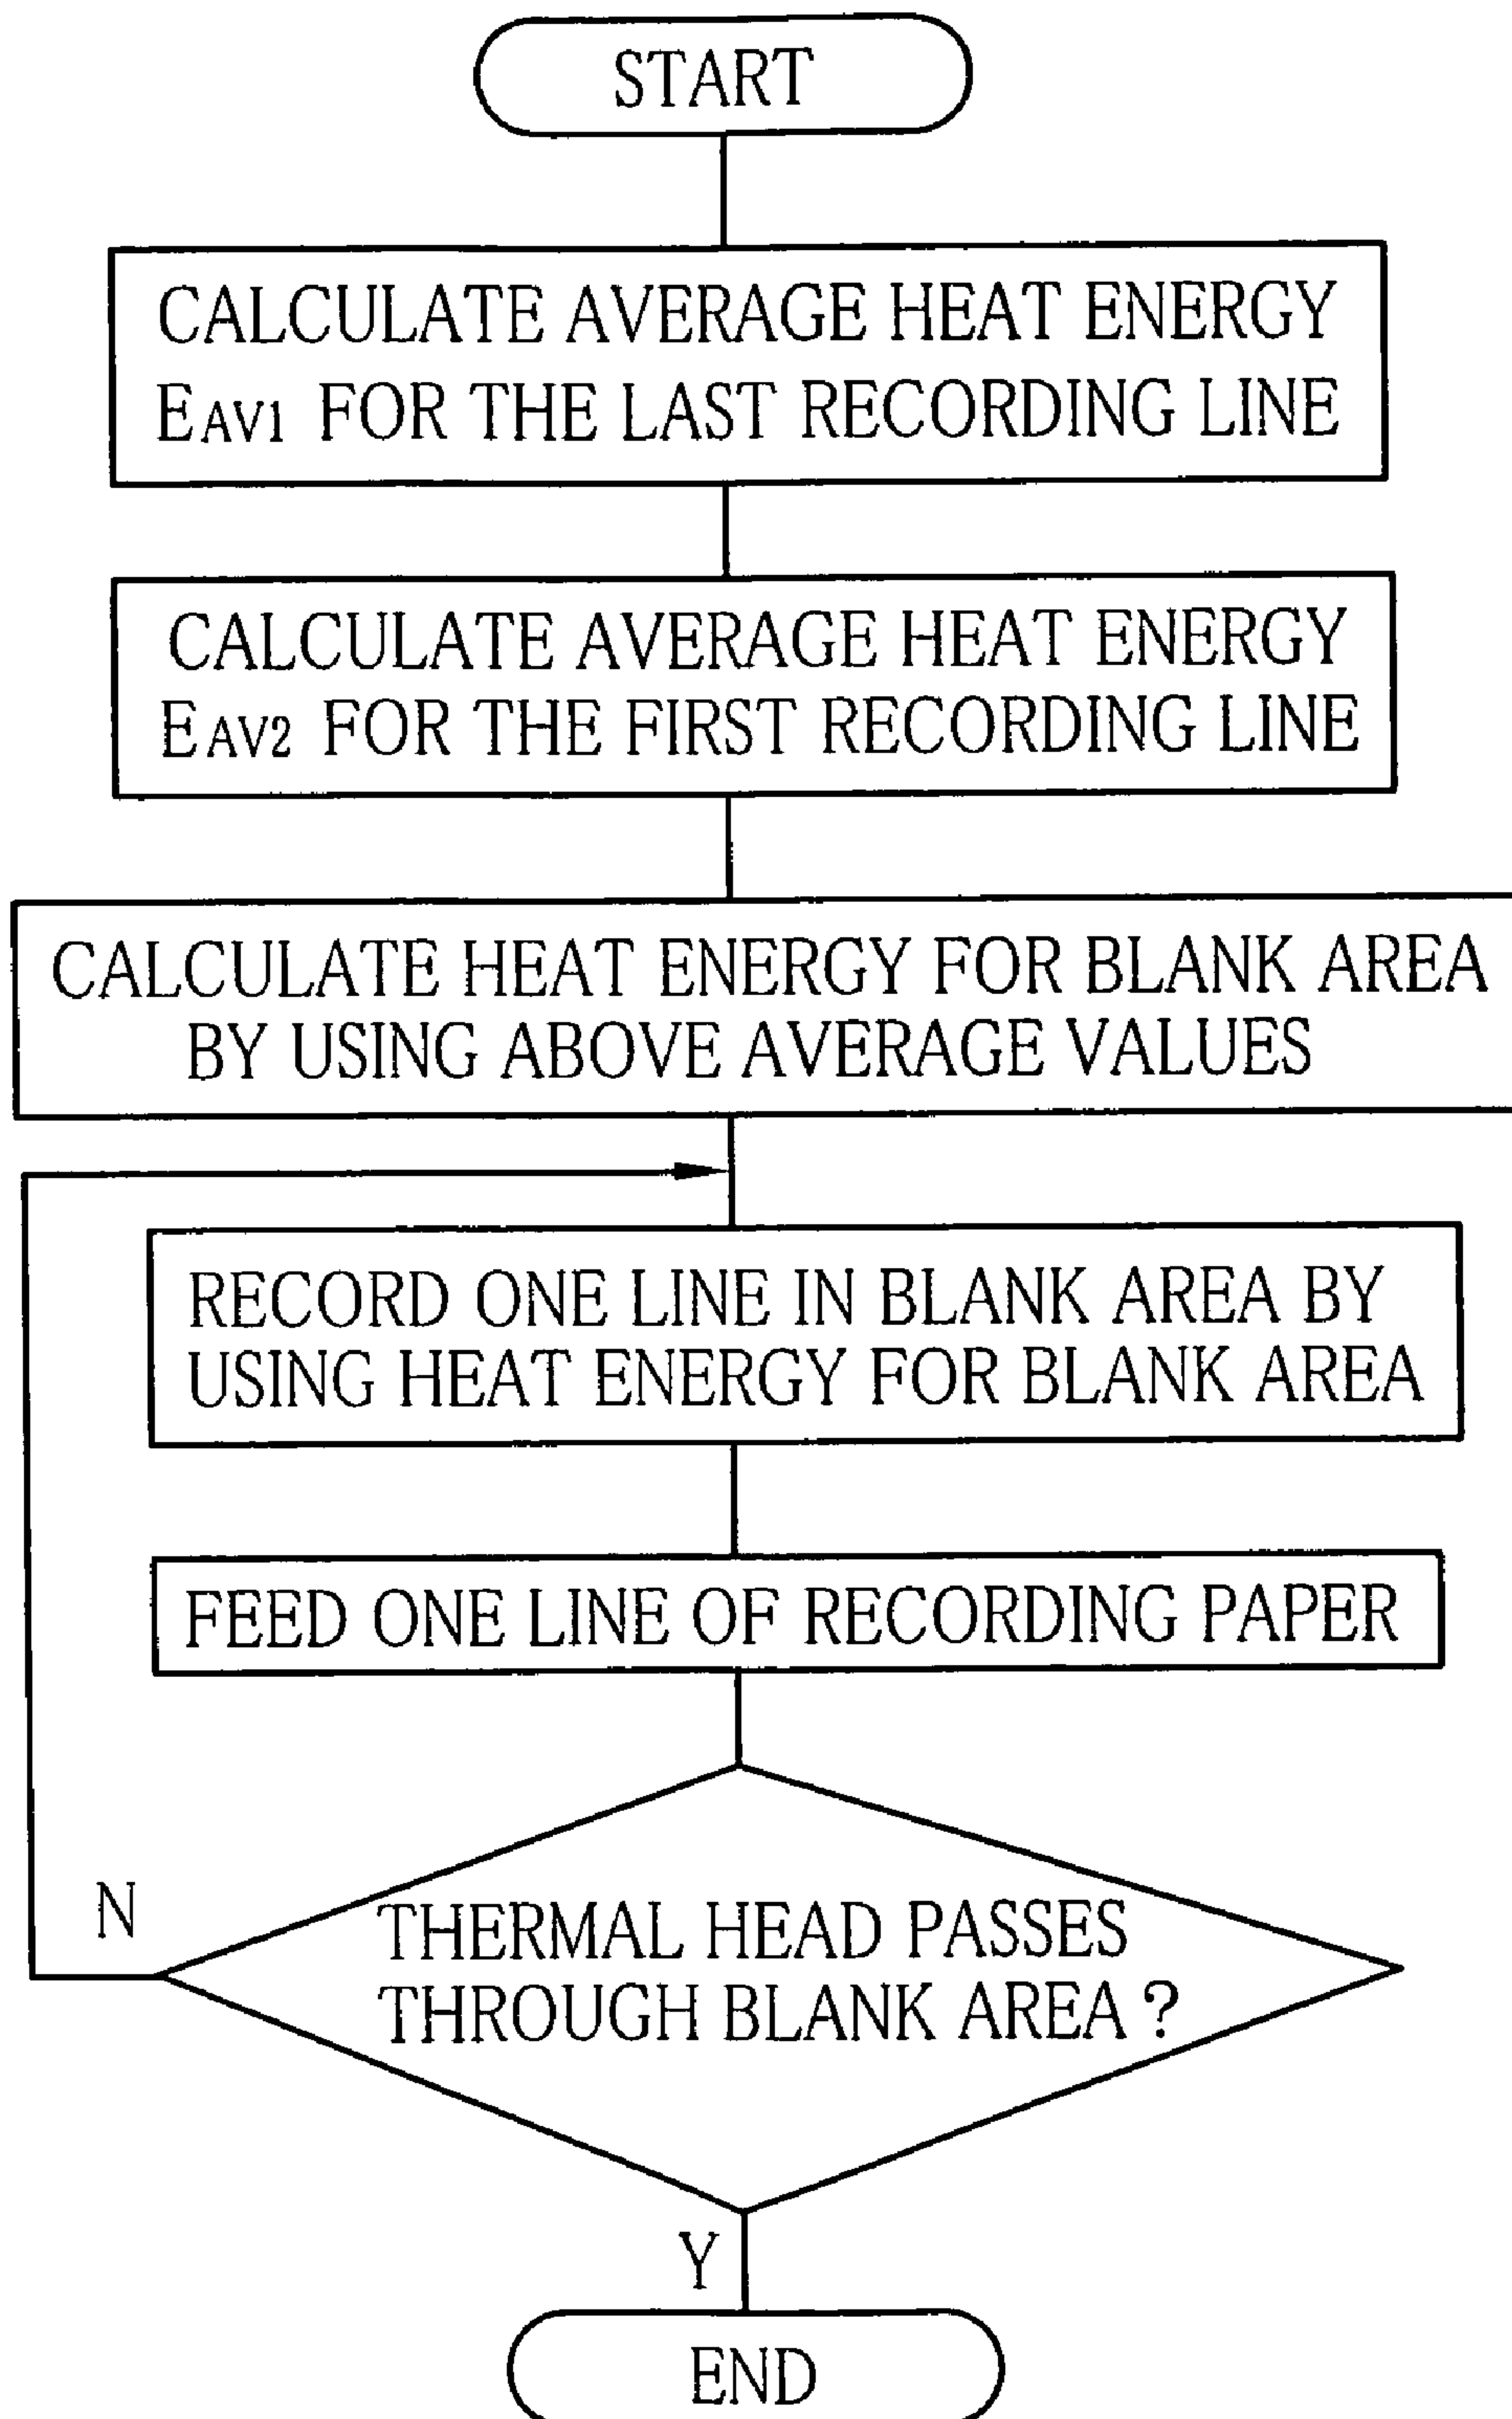 START
CALCULATE AVERAGE HEAT ENERGY
EAV1 FOR THE LAST RECORDING LINE
CALCULATE AVERAGE HEAT ENERGY
EAV2 FOR THE FIRST RECORDING LINE
CALCULATE HEAT ENERGY FOR BLANK AREA
BY USING ABOVE AVERAGE VALUES
RECORD ONE LINE IN BLANK AREA BY
USING HEAT ENERGY FOR BLANK AREA
FEED ONE LINE OF RECORDING PAPER
N
THERMAL HEAD PASSES
THROUGH BLANK AREA ?
Y
END